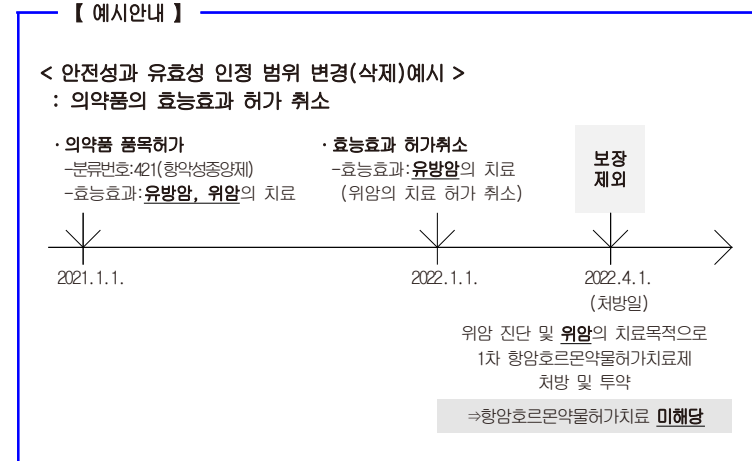 【 예시안내 】
< 안전성과 유효성 인정 범위 변경(삭제)예시 >
: 의약품의 효능효과 허가 취소
· 의약품 품목허가
-분류번호:421(항악성종양제)
-효능효과:유방암, 위암의 치료
· 효능효과 허가취소
-효능효과:유방암의 치료
(위암의 치료 허가 취소)
보장
제외
2021.1.1.
2022.1.1.
2022.4.1.
(처방일)
위암 진단 및 위암의 치료목적으로
1차 항암호르몬약물허가치료제
처방 및 투약
⇒항암호르몬약물허가치료 미해당